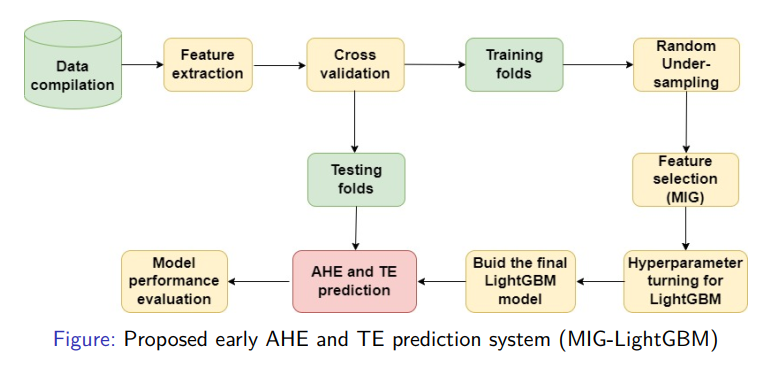 Data
compilation
Feature
extraction
Cross
validation
Training
folds
Random
Under-
sampling
Testing
folds
Feature
selection
(MIG)
Model
performance
evaluation
AHE and TE
prediction
Buid the final
LightGBM
model
Hyperparameter
turning for
LightGBM
Figure: Proposed early AHE and TE prediction system (MIG-LightGBM)